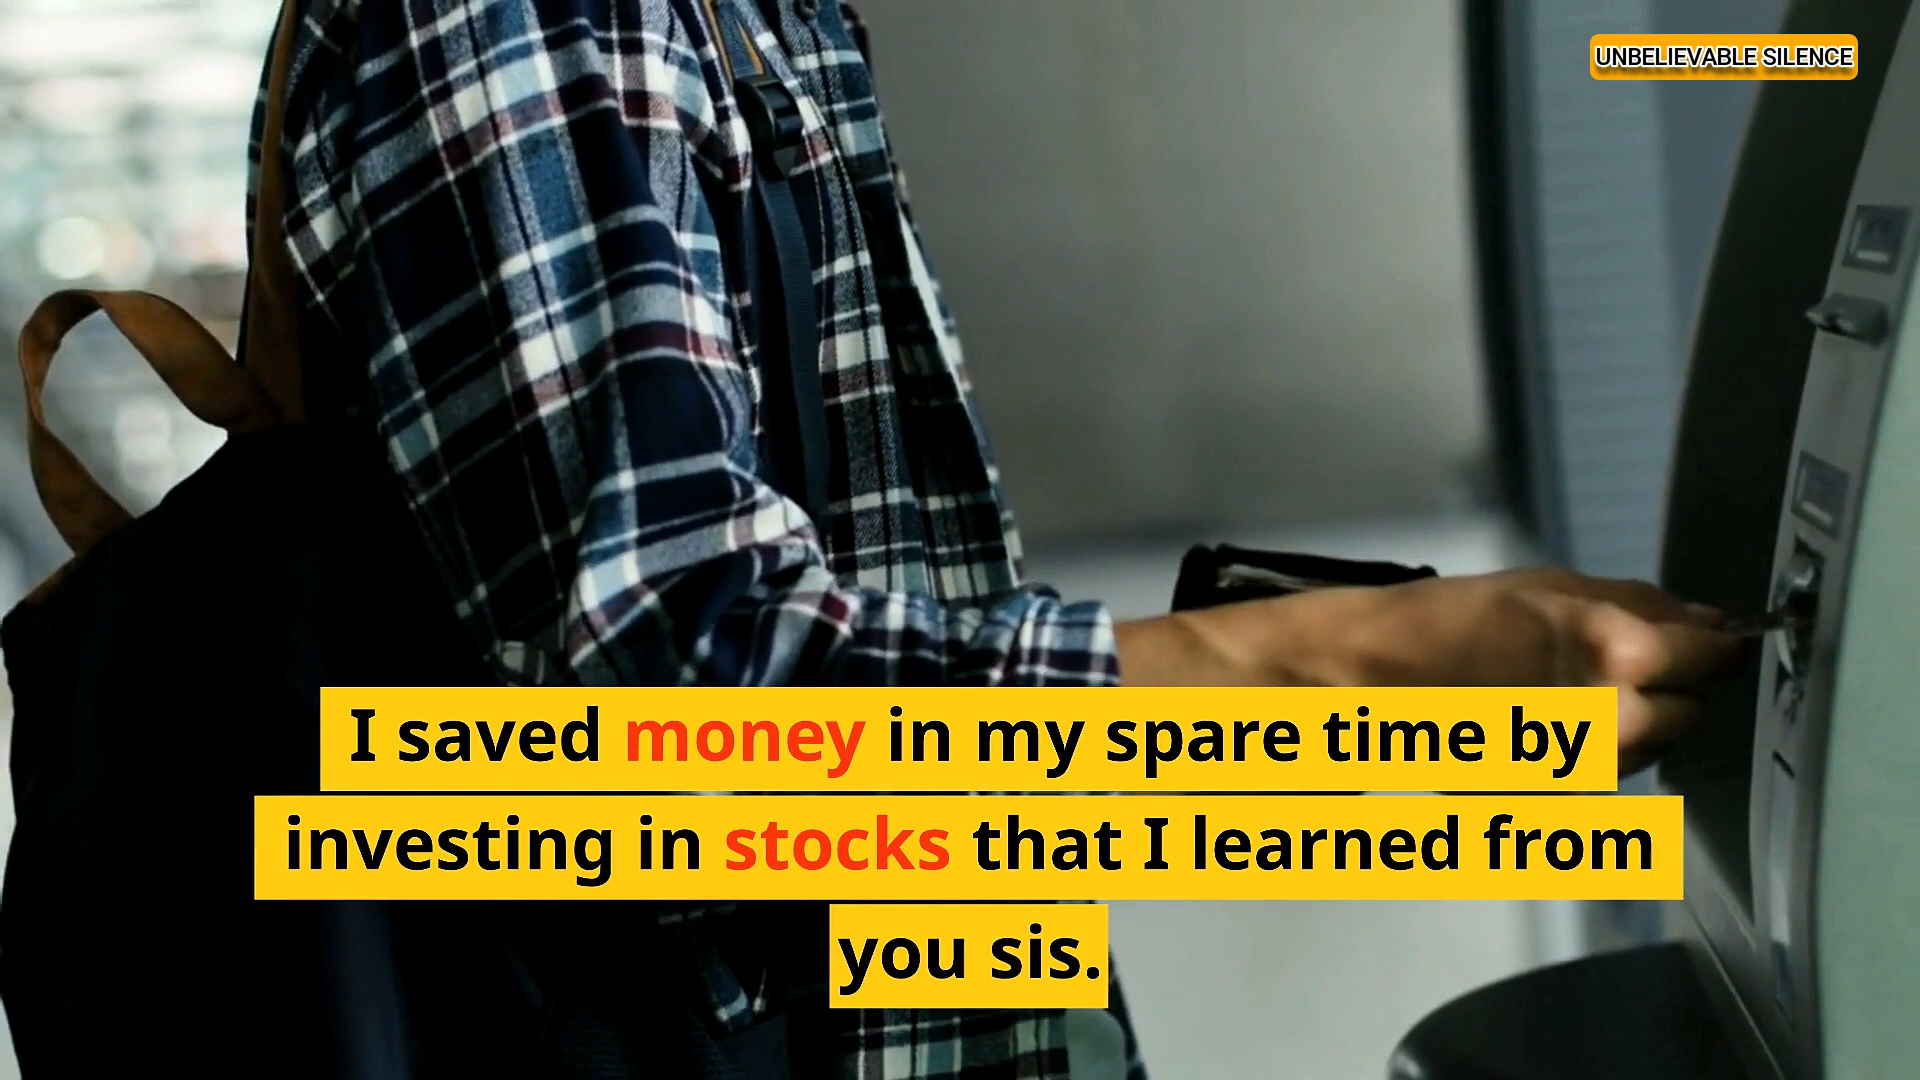 UNBELIEVABLE SILENCE
I saved money in my spare time by
investing in stocks that I learned from
you sis.